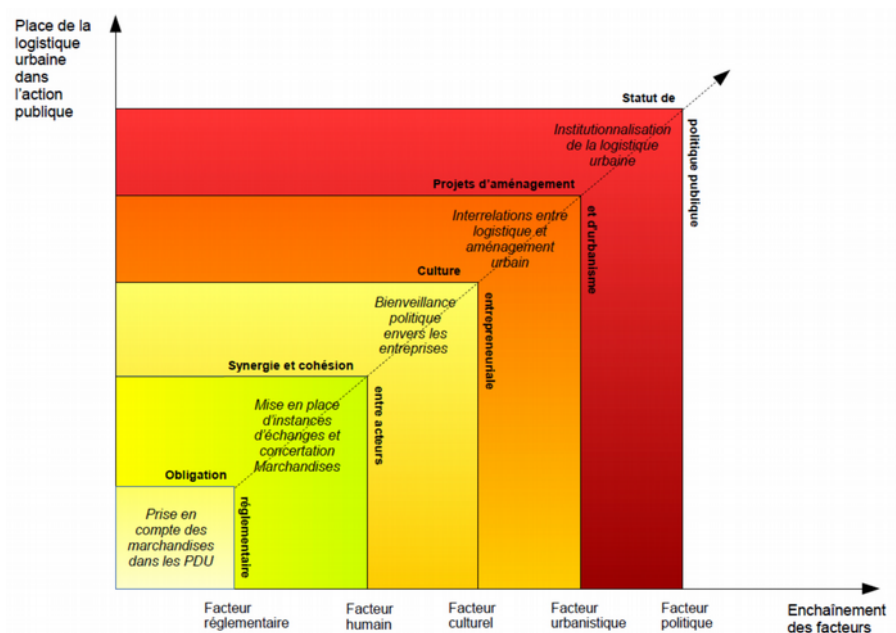 Place de la
logistique
urbaine
dans
l'action
publique
Statut de
politique publique
Institutionnalisation
de la logistique
urbaine
Projets d'aménagement
et d'urbanisme
Interrelations entre
logistique et
aménagement
urbain
Culture
entrepreneuriale
Bienveillance
politique
envers les
entreprises
Synergie et cohésion
entre acteurs
Mise en place
d'instances
d'échanges et
concertation
Marchandises
Obligation
réglementaire
Prise en
compte des
marchandises
dans les PDU
Facteur
réglementaire
Facteur
humain
Facteur
culturel
Facteur
urbanistique
Facteur
politique
Enchaînement
des facteurs